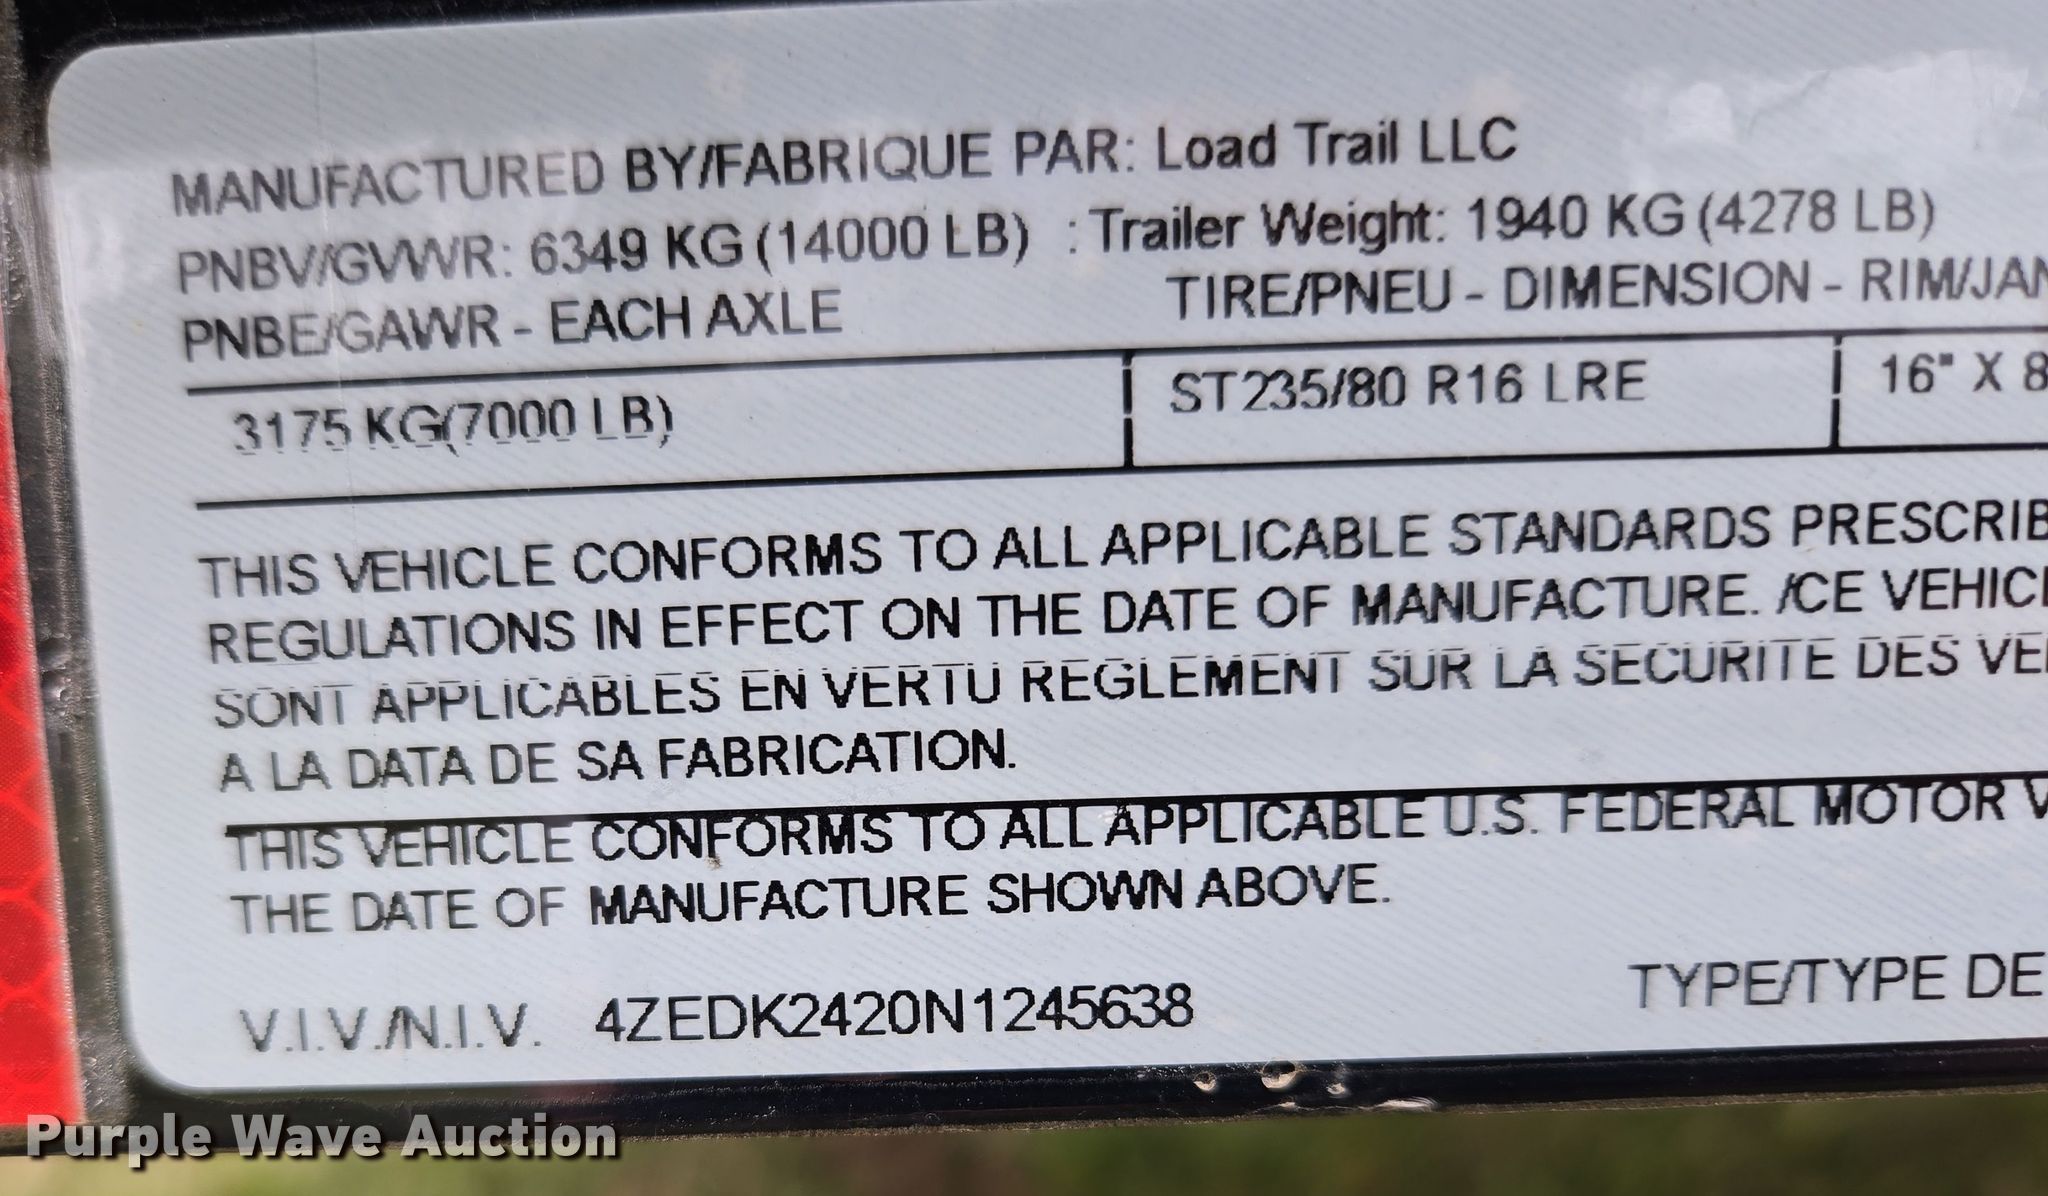 MANUFACTURED BY/FABRIQUE PAR: Load Trail LLC
PNBV/GVWR: 6349 KG (14000 LB) : Trailer Weight: 1940 KG (4278 LB)
PNBE/GAWR - EACH AXLE TIRE/PNEU - DIMENSION - RIM/JAN
3175 KG(7000 LB) ST235/80 R16 LRE 16" X 8
THIS VEHICLE CONFORMS TO ALL APPLICABLE STANDARDS PRESCRIB
REGULATIONS IN EFFECT ON THE DATE OF MANUFACTURE. /CE VEHICL
SONT APPLICABLES EN VERTU REGLEMENT SUR LA SECURITE DES VE
A LA DATA DE SA FABRICATION.
THIS VEHICLE CONFORMS TO ALL APPLICABLE U.S. FEDERAL MOTOR V
THE DATE OF MANUFACTURE SHOWN ABOVE.
V.I.V./N.I.V. 4ZEDK2420N1245638 TYPE/TYPE DE
Purple Wave Auction